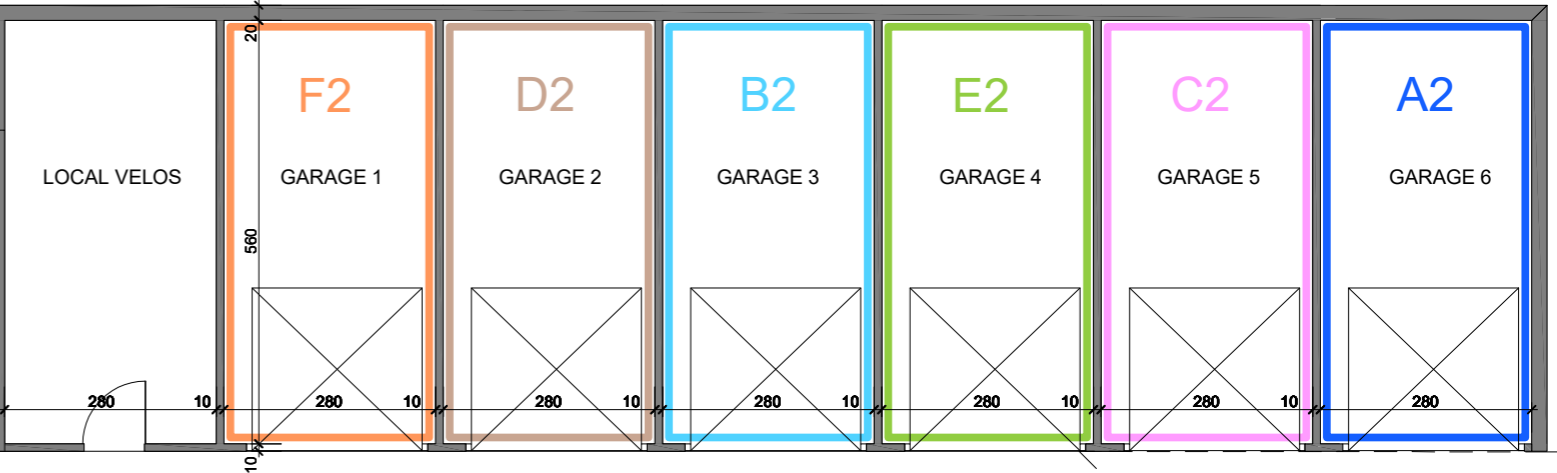 20
F2
D2
B2
E2
C2
A2
LOCAL VELOS
GARAGE 1
GARAGE 2
GARAGE 3
GARAGE 4
GARAGE 5
GARAGE 6
560
280 10 280 10 280 10 280 10 280 10 280 10 280
10